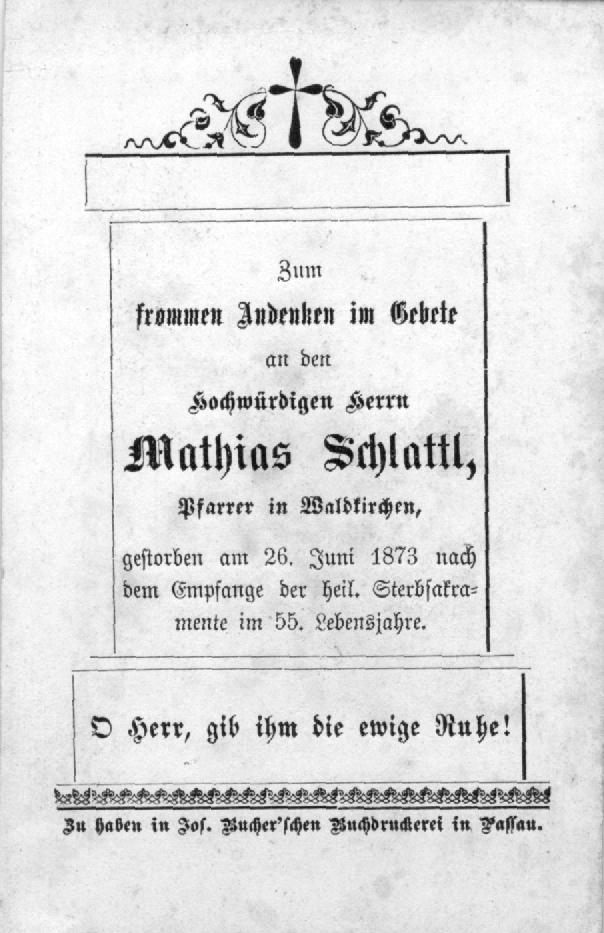 Zum
frommen Andenken im Gebete
an den
Hochwürdigen Herrn
Mathias Schlattl,
Pfarrer in Waldkirchen,
gestorben am 26. Juni 1873 nach
dem Empfange der heil. Sterbsakra=
mente im 55. Lebensjahre.
O Herr, gib ihm die ewige Ruhe!
Zu haben in Jos. Bucher'schen Buchdruckerei in Passau.